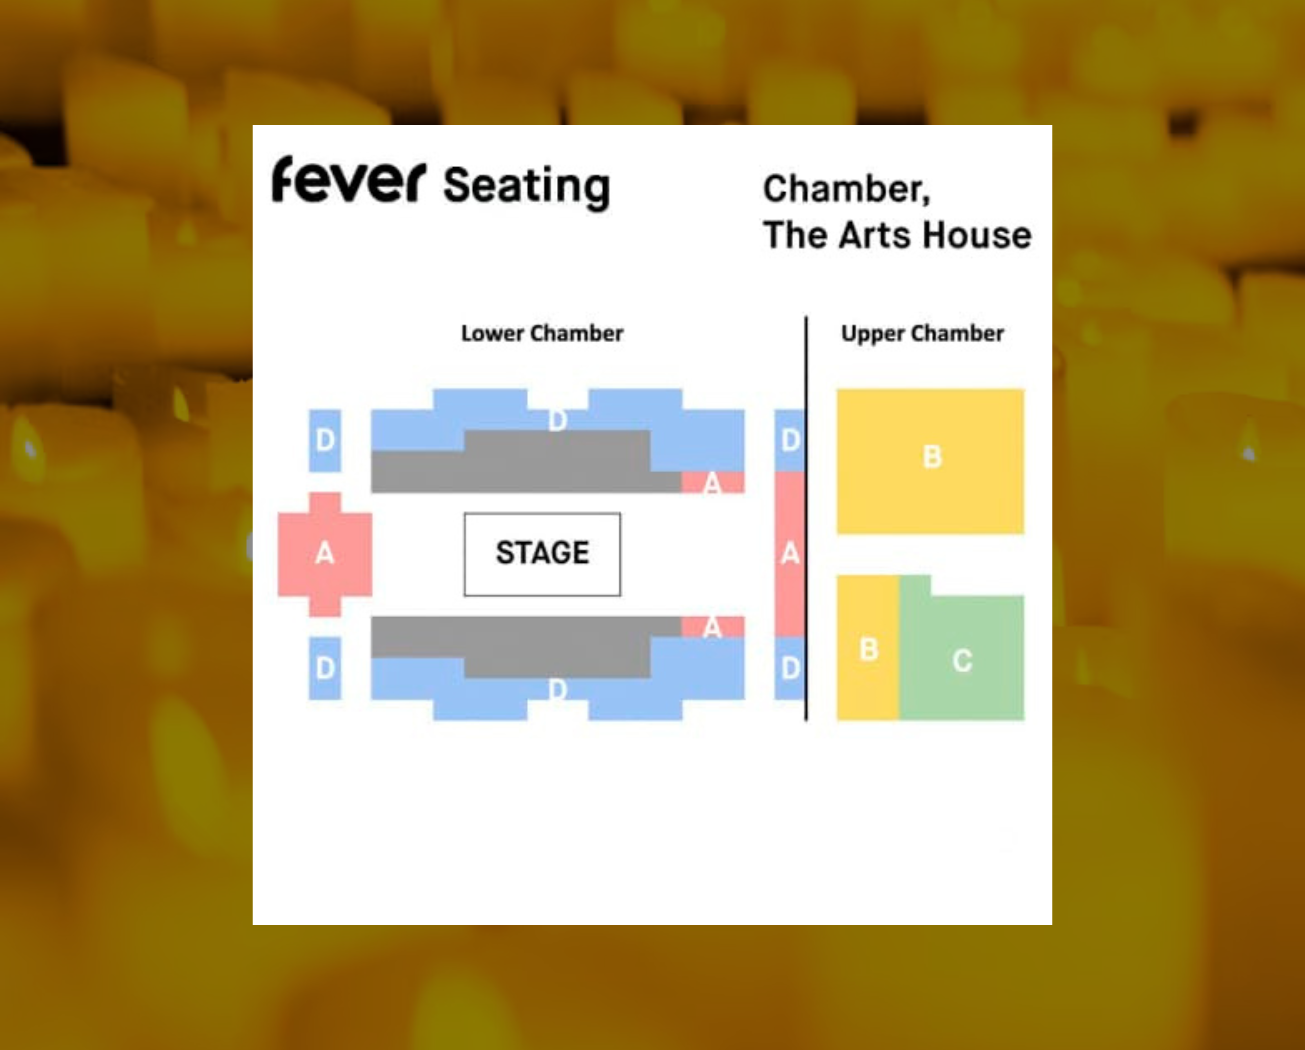 fever Seating
Chamber,
The Arts House
Lower Chamber
Upper Chamber
D
D
D
B
A
A
STAGE
A
A
B
C
D
D
D